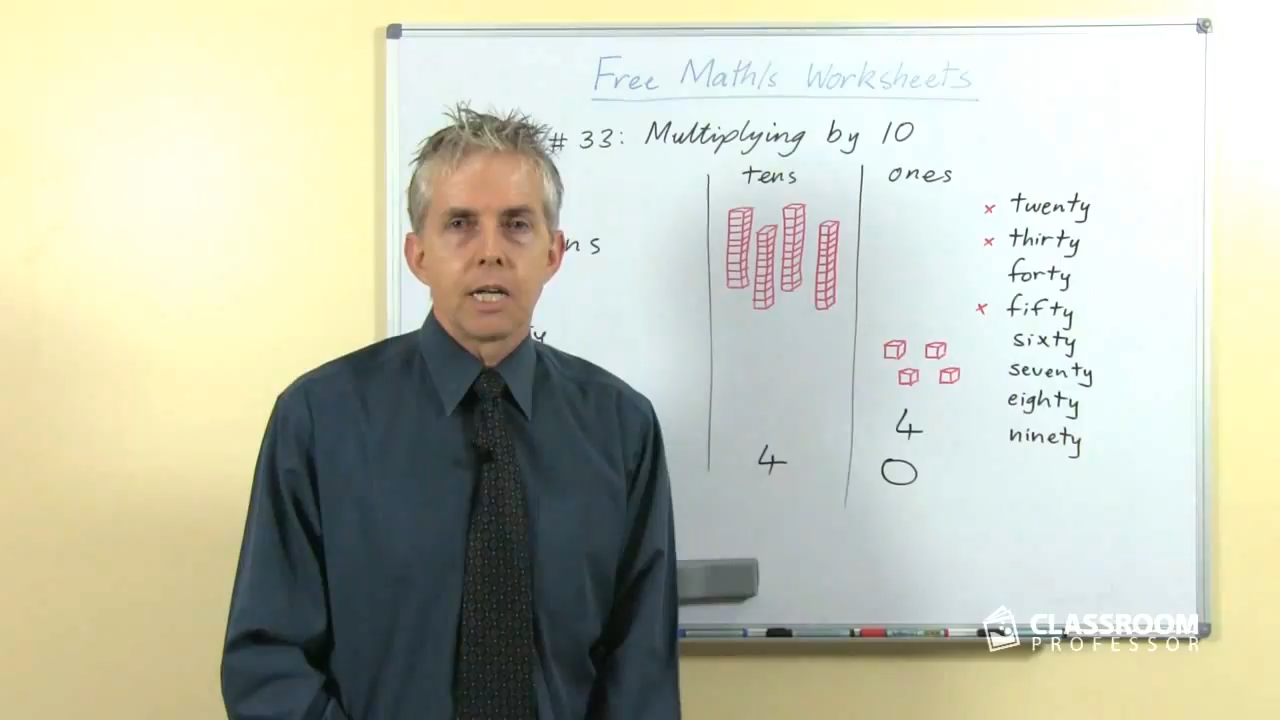 Free Math/s Worksheets
# 33: Multiplying by 10
tens ones
x twenty
x thirty
forty
x fifty
sixty
seventy
eighty
ninety
4
4 0
CLASSROOM
PROFESSOR